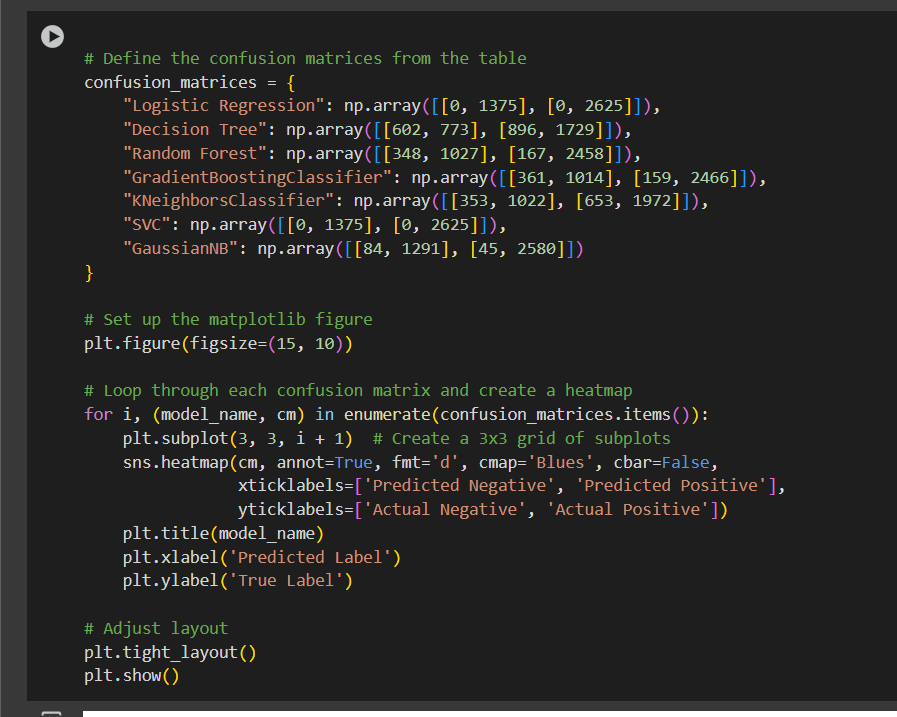 # Define the confusion matrices from the table
confusion_matrices = {
    "Logistic Regression": np.array([[0, 1375], [0, 2625]]),
    "Decision Tree": np.array([[602, 773], [896, 1729]]),
    "Random Forest": np.array([[348, 1027], [167, 2458]]),
    "GradientBoostingClassifier": np.array([[361, 1014], [159, 2466]]),
    "KNeighborsClassifier": np.array([[353, 1022], [653, 1972]]),
    "SVC": np.array([[0, 1375], [0, 2625]]),
    "GaussianNB": np.array([[84, 1291], [45, 2580]])
}
# Set up the matplotlib figure
plt.figure(figsize=(15, 10))
# Loop through each confusion matrix and create a heatmap
for i, (model_name, cm) in enumerate(confusion_matrices.items()):
    plt.subplot(3, 3, i + 1)  # Create a 3x3 grid of subplots
    sns.heatmap(cm, annot=True, fmt='d', cmap='Blues', cbar=False,
                xticklabels=['Predicted Negative', 'Predicted Positive'],
                yticklabels=['Actual Negative', 'Actual Positive'])
    plt.title(model_name)
    plt.xlabel('Predicted Label')
    plt.ylabel('True Label')
# Adjust layout
plt.tight_layout()
plt.show()